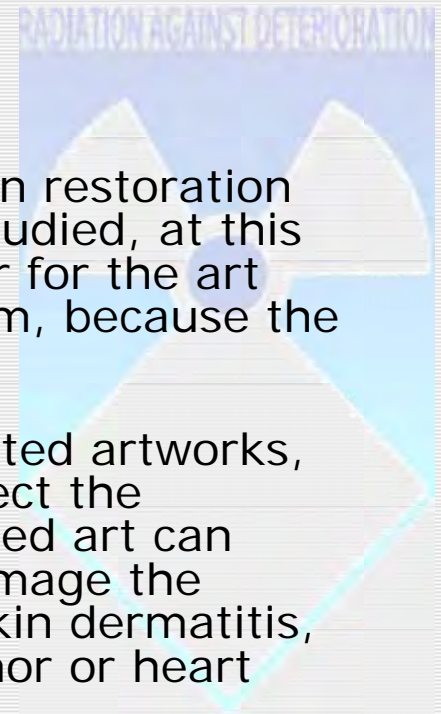 RADIATION AGAINST DETERIORATION
n restoration
udied, at this
r for the art
m, because the
ted artworks,
ect the
ed art can
mage the
kin dermatitis,
nor or heart